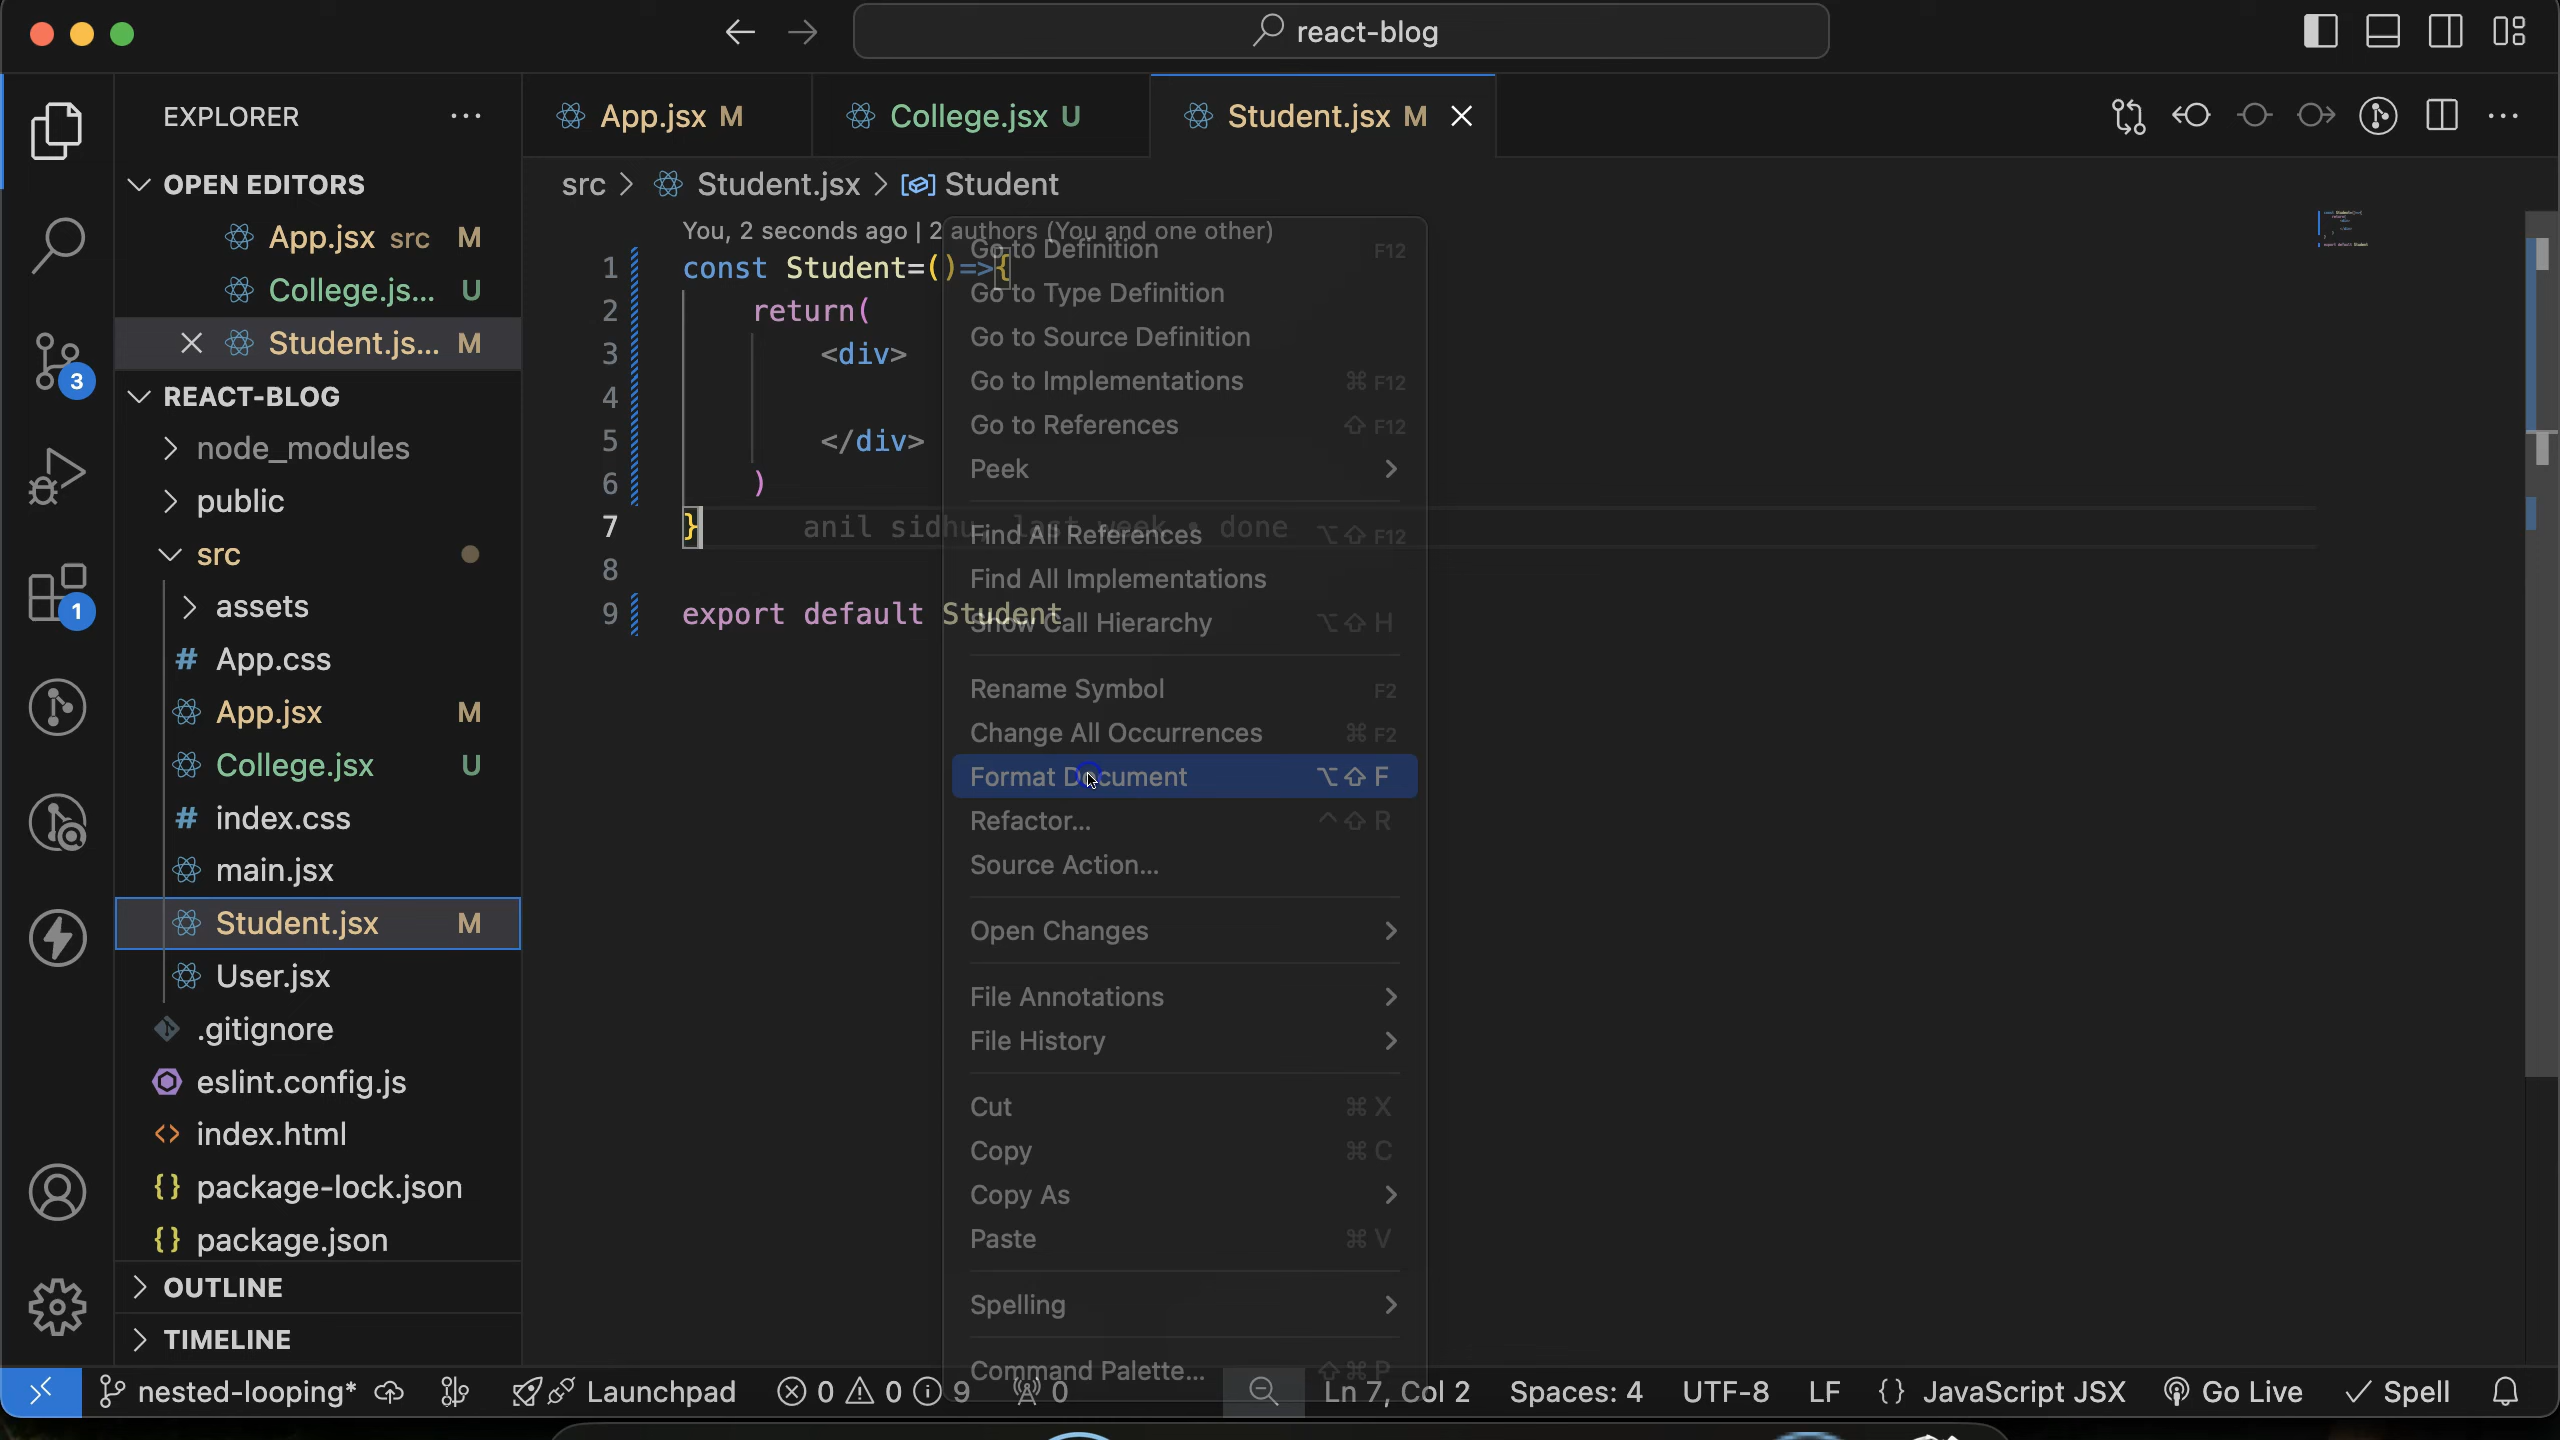 react-blog
EXPLORER
OPEN EDITORS
App.jsx src M
College.js... U
Student.js... M
REACT-BLOG
node_modules
public
src
assets
App.css
App.jsx M
College.jsx U
index.css
main.jsx
Student.jsx M
User.jsx
.gitignore
eslint.config.js
index.html
package-lock.json
package.json
OUTLINE
TIMELINE
3
1
App.jsx M
College.jsx U
Student.jsx M
src > Student.jsx > Student
You, 2 seconds ago | 2 authors (You and one other)
1 const Student=()=>{
2 return(
3 <div>
4
5 </div>
6 )
7 } anil sidhu, last week • done
8
9 export default Student
Go to Definition F12
Go to Type Definition
Go to Source Definition
Go to Implementations ⌘ F12
Go to References ⇧ F12
Peek
Find All References ⌥⇧ F12
Find All Implementations
Show Call Hierarchy ⌥⇧ H
Rename Symbol F2
Change All Occurrences ⌘ F2
Format Document ⌥⇧ F
Refactor... ^⇧ R
Source Action...
Open Changes
File Annotations
File History
Cut ⌘ X
Copy ⌘ C
Copy As
Paste ⌘ V
Spelling
Command Palette... ⇧⌘ P
nested-looping* Launchpad 0 0 9 0 Ln 7, Col 2 Spaces: 4 UTF-8 LF {} JavaScript JSX Go Live Spell